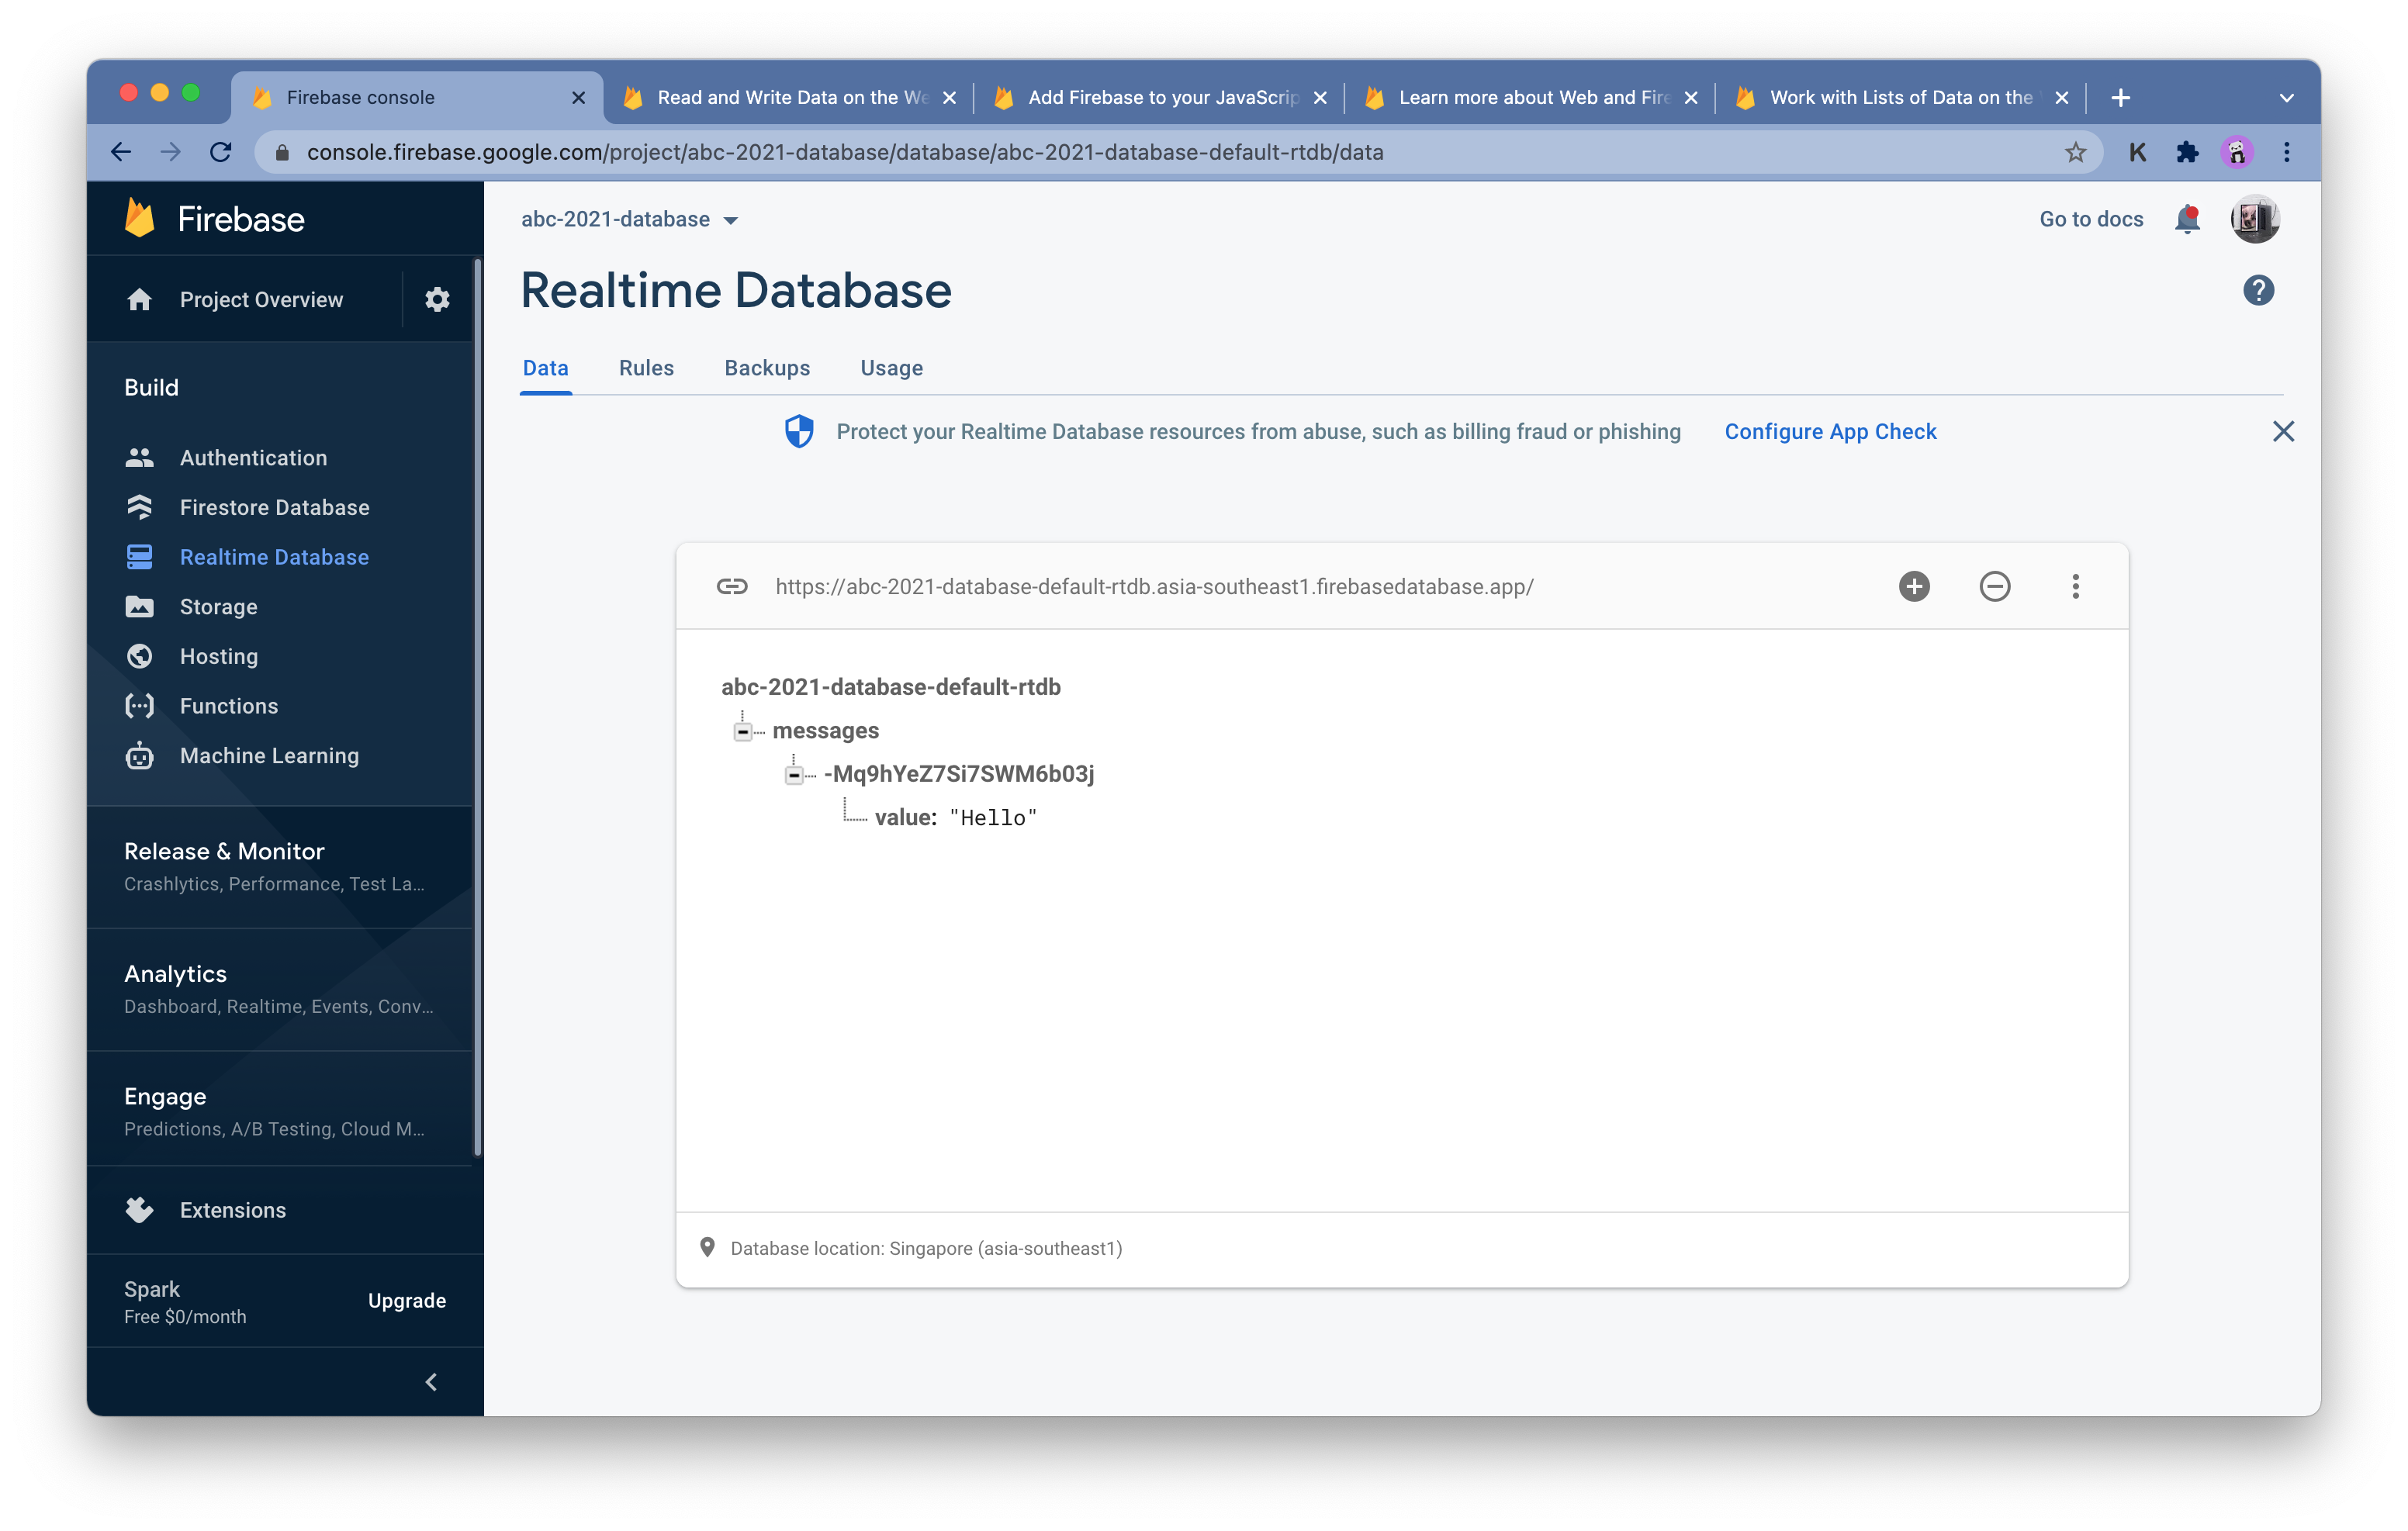 Firebase console
Read and Write Data on the We
Add Firebase to your JavaScrip
Learn more about Web and Fire
Work with Lists of Data on the
console.firebase.google.com/project/abc-2021-database/database/abc-2021-database-default-rtdb/data
K
Firebase
Project Overview
Build
Authentication
Firestore Database
Realtime Database
Storage
Hosting
Functions
Machine Learning
Release & Monitor
Crashlytics, Performance, Test La...
Analytics
Dashboard, Realtime, Events, Conv...
Engage
Predictions, A/B Testing, Cloud M...
Extensions
Spark
Free $0/month
Upgrade
abc-2021-database
Go to docs
Realtime Database
Data Rules Backups Usage
Protect your Realtime Database resources from abuse, such as billing fraud or phishing Configure App Check
https://abc-2021-database-default-rtdb.asia-southeast1.firebasedatabase.app/
abc-2021-database-default-rtdb
messages
-Mq9hYeZ7Si7SWM6b03j
value: "Hello"
Database location: Singapore (asia-southeast1)